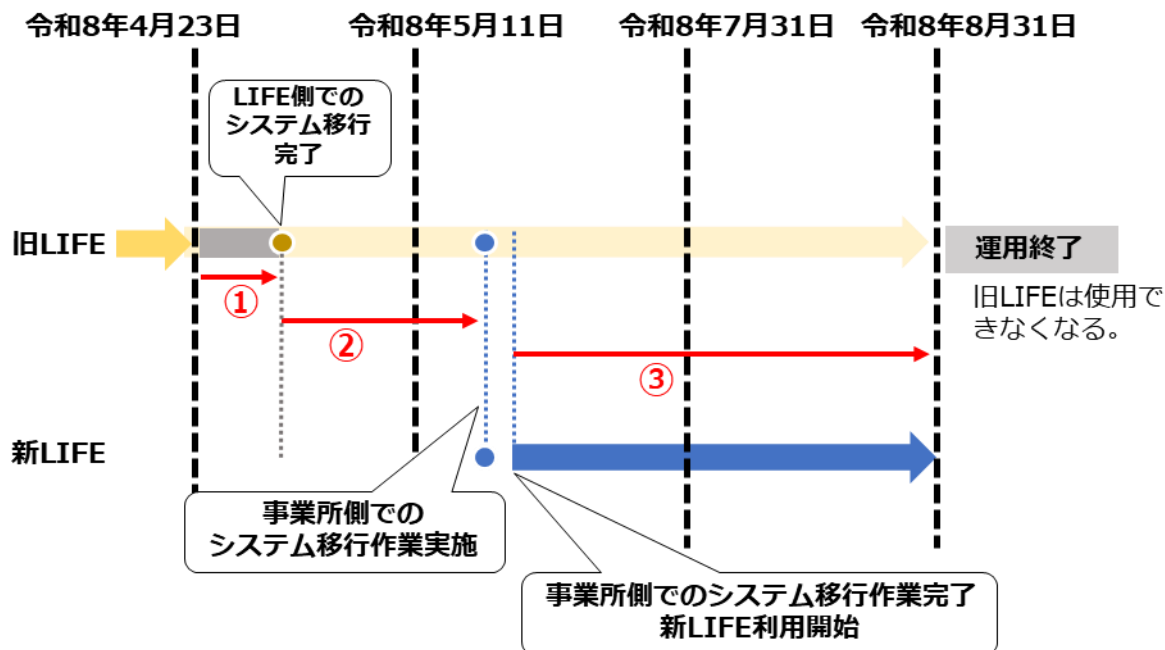 令和8年4月23日
令和8年5月11日
令和8年7月31日
令和8年8月31日
LIFE側での
システム移行
完了
旧LIFE
運用終了
旧LIFEは使用で
きなくなる。
①
②
③
新LIFE
事業所側での
システム移行作業実施
事業所側でのシステム移行作業完了
新LIFE利用開始